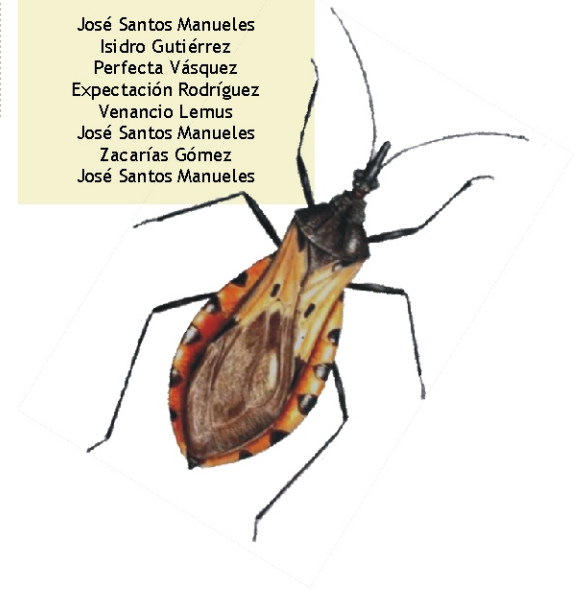 José Santos Manueles
Isidro Gutiérrez
Perfecta Vásquez
Expectación Rodríguez
Venancio Lemus
José Santos Manueles
Zacarías Gómez
José Santos Manueles